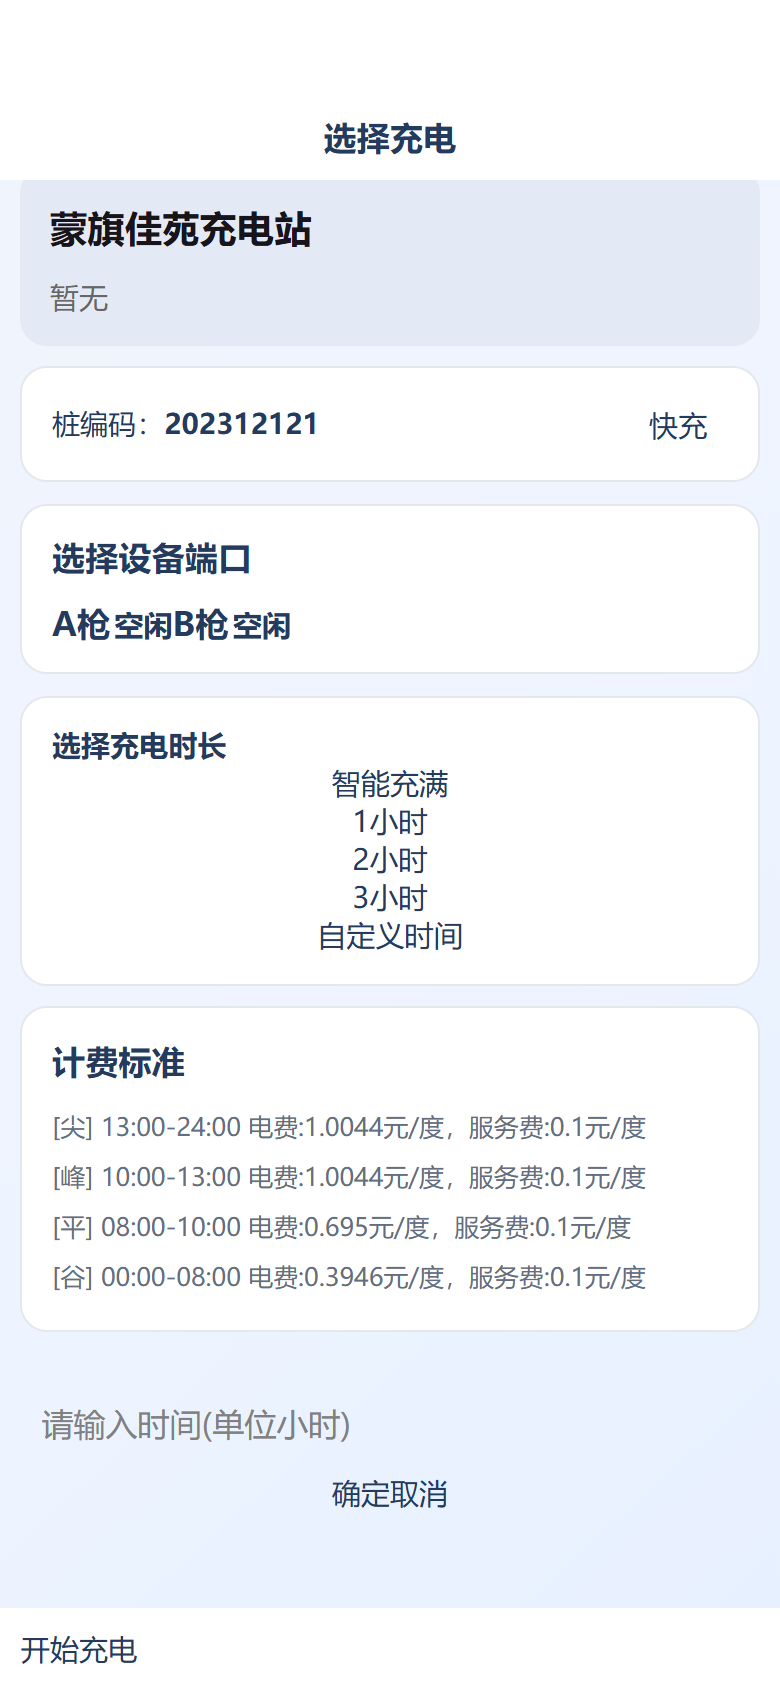 选择充电
蒙旗佳苑充电站
暂无
桩编码：202312121 快充
选择设备端口
A枪 空闲B枪 空闲
选择充电时长
智能充满
1小时
2小时
3小时
自定义时间
计费标准
[尖] 13:00-24:00 电费:1.0044元/度，服务费:0.1元/度
[峰] 10:00-13:00 电费:1.0044元/度，服务费:0.1元/度
[平] 08:00-10:00 电费:0.695元/度，服务费:0.1元/度
[谷] 00:00-08:00 电费:0.3946元/度，服务费:0.1元/度
请输入时间(单位小时)
确定取消
开始充电